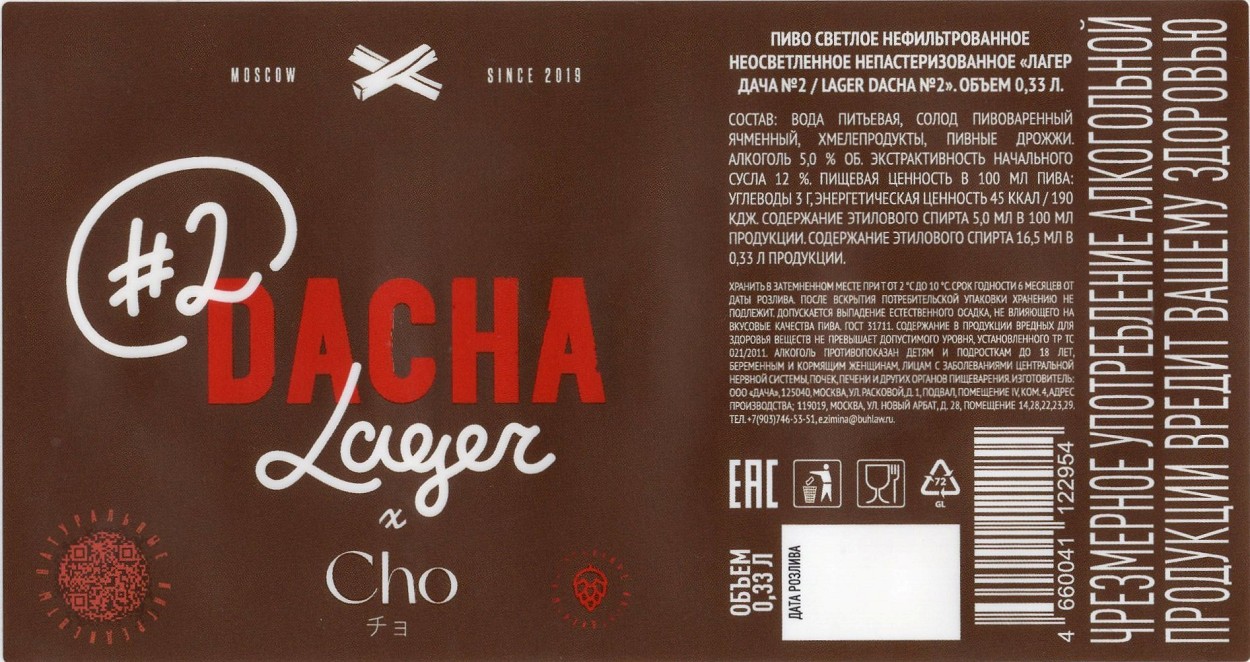 MOSCOW
SINCE 2019
#2
DACHA
Lager
x
Cho
チョ
НАТУРАЛЬНЫЕ
ПИВО СВЕТЛОЕ НЕФИЛЬТРОВАННОЕ
НЕОСВЕТЛЕННОЕ НЕПАСТЕРИЗОВАННОЕ «ЛАГЕР
ДАЧА №2 / LAGER DACHA №2». ОБЪЕМ 0,33 Л.
СОСТАВ: ВОДА ПИТЬЕВАЯ, СОЛОД ПИВОВАРЕННЫЙ
ЯЧМЕННЫЙ, ХМЕЛЕПРОДУКТЫ, ПИВНЫЕ ДРОЖЖИ.
АЛКОГОЛЬ 5,0 % ОБ. ЭКСТРАКТИВНОСТЬ НАЧАЛЬНОГО
СУСЛА 12 %. ПИЩЕВАЯ ЦЕННОСТЬ В 100 МЛ ПИВА:
УГЛЕВОДЫ 3 Г, ЭНЕРГЕТИЧЕСКАЯ ЦЕННОСТЬ 45 ККАЛ / 190
КДЖ. СОДЕРЖАНИЕ ЭТИЛОВОГО СПИРТА 5,0 МЛ В 100 МЛ
ПРОДУКЦИИ. СОДЕРЖАНИЕ ЭТИЛОВОГО СПИРТА 16,5 МЛ В
0,33 Л ПРОДУКЦИИ.
ХРАНИТЬ В ЗАТЕМНЕННОМ МЕСТЕ ПРИ Т ОТ 2 °С ДО 10 °С. СРОК ГОДНОСТИ 6 МЕСЯЦЕВ ОТ
ДАТЫ РОЗЛИВА. ПОСЛЕ ВСКРЫТИЯ ПОТРЕБИТЕЛЬСКОЙ УПАКОВКИ ХРАНЕНИЮ НЕ
ПОДЛЕЖИТ. ДОПУСКАЕТСЯ ВЫПАДЕНИЕ ЕСТЕСТВЕННОГО ОСАДКА, НЕ ВЛИЯЮЩЕГО НА
ВКУСОВЫЕ КАЧЕСТВА ПИВА. ГОСТ 31711. СОДЕРЖАНИЕ В ПРОДУКЦИИ ВРЕДНЫХ ДЛЯ
ЗДОРОВЬЯ ВЕЩЕСТВ НЕ ПРЕВЫШАЕТ ДОПУСТИМОГО УРОВНЯ, УСТАНОВЛЕННОГО ТР ТС
021/2011. АЛКОГОЛЬ ПРОТИВОПОКАЗАН ДЕТЯМ И ПОДРОСТКАМ ДО 18 ЛЕТ,
БЕРЕМЕННЫМ И КОРМЯЩИМ ЖЕНЩИНАМ, ЛИЦАМ С ЗАБОЛЕВАНИЯМИ ЦЕНТРАЛЬНОЙ
НЕРВНОЙ СИСТЕМЫ, ПОЧЕК, ПЕЧЕНИ И ДРУГИХ ОРГАНОВ ПИЩЕВАРЕНИЯ. ИЗГОТОВИТЕЛЬ:
ООО «ДАЧА», 125040, МОСКВА, УЛ. РАСКОВОЙ, Д. 1, ПОДВАЛ, ПОМЕЩЕНИЕ IV, КОМ. 4, АДРЕС
ПРОИЗВОДСТВА; 119019, МОСКВА, УЛ. НОВЫЙ АРБАТ, Д. 28, ПОМЕЩЕНИЕ 14,28,22,23,29.
ТЕЛ. +7(903)746-53-51, e.zimina@buhlaw.ru.
EAC
72
GL
ОБЪЕМ
0,33 Л
ДАТА РОЗЛИВА
4 660041 122954
ЧРЕЗМЕРНОЕ УПОТРЕБЛЕНИЕ АЛКОГОЛЬНОЙ
ПРОДУКЦИИ ВРЕДИТ ВАШЕМУ ЗДОРОВЬЮ